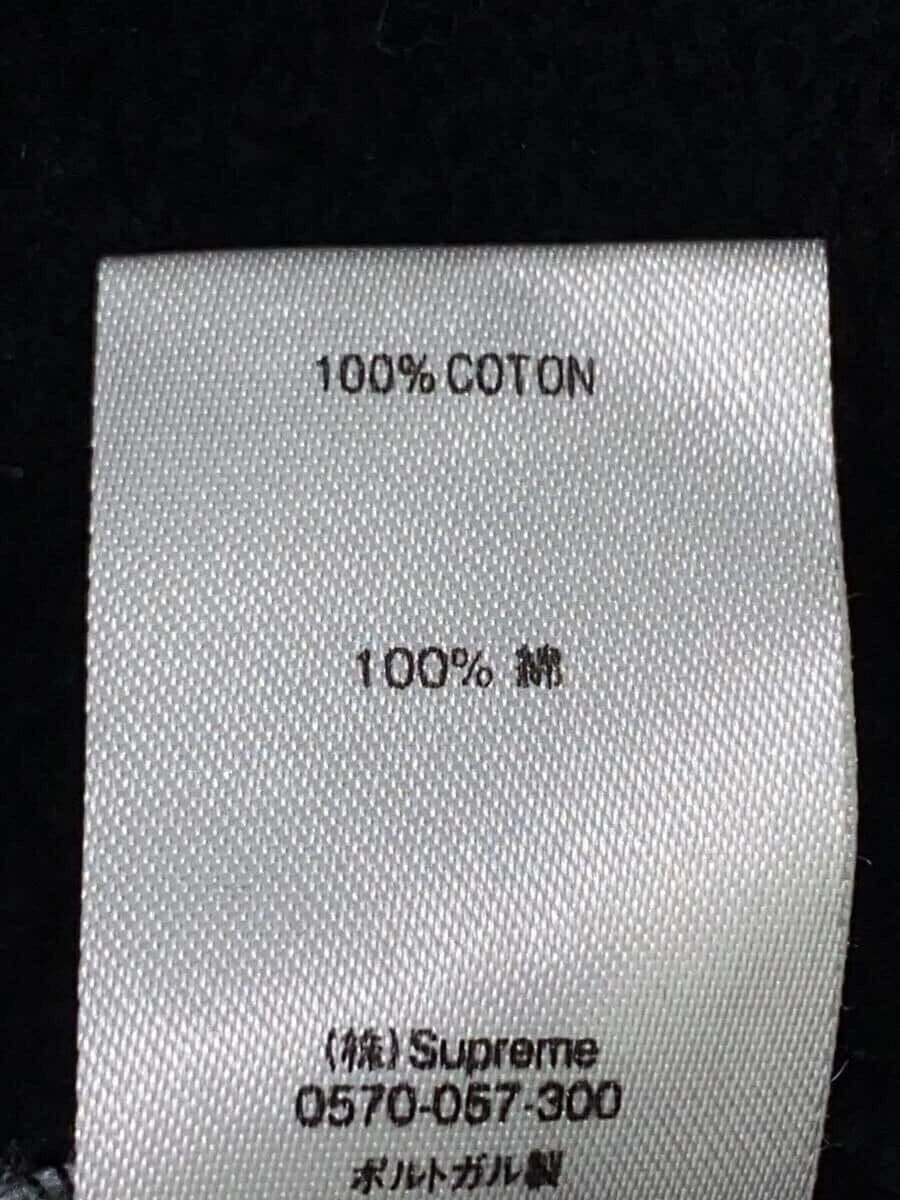 100% COTON
100% 綿
(株) Supreme
0570-057-300
ポルトガル製